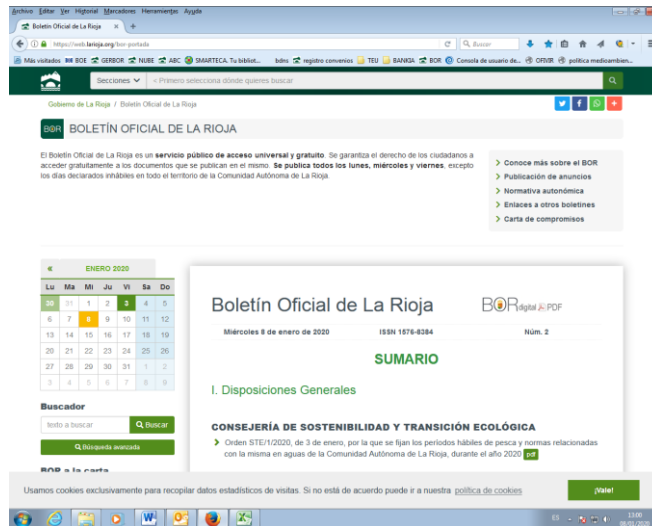 Archivo Editar Ver Historial Marcadores Herramientas Ayuda
Boletín Oficial de La Rioja × +
https://web.larioja.org/bor-portada
Buscar
Más visitados BOE GERBOR NUBE ABC SMARTECA. Tu bibliot... bdns registro convenios TEU BANKIA BOR Consola de usuario de... OFIVIR política medioambien...
Secciones < Primero selecciona dónde quieres buscar
Gobierno de La Rioja / Boletín Oficial de La Rioja
BOR BOLETÍN OFICIAL DE LA RIOJA
El Boletín Oficial de La Rioja es un servicio público de acceso universal y gratuito. Se garantiza el derecho de los ciudadanos a
acceder gratuitamente a los documentos que se publican en el mismo. Se publica todos los lunes, miércoles y viernes, excepto
los días declarados inhábiles en todo el territorio de la Comunidad Autónoma de La Rioja.
Conoce más sobre el BOR
Publicación de anuncios
Normativa autonómica
Enlaces a otros boletines
Carta de compromisos
« ENERO 2020
Lu Ma Mi Ju Vi Sa Do
30 31 1 2 3 4 5
6 7 8 9 10 11 12
13 14 15 16 17 18 19
20 21 22 23 24 25 26
27 28 29 30 31 1 2
3 4 5 6 7 8 9
Buscador
texto a buscar Buscar
Búsqueda avanzada
BOR a la carta
Boletín Oficial de La Rioja BOR digital PDF
Miércoles 8 de enero de 2020 ISSN 1576-8384 Núm. 2
SUMARIO
I. Disposiciones Generales
CONSEJERÍA DE SOSTENIBILIDAD Y TRANSICIÓN ECOLÓGICA
Orden STE/1/2020, de 3 de enero, por la que se fijan los períodos hábiles de pesca y normas relacionadas
con la misma en aguas de la Comunidad Autónoma de La Rioja, durante el año 2020 pdf
Usamos cookies exclusivamente para recopilar datos estadísticos de visitas. Si no está de acuerdo puede ir a nuestra política de cookies ¡Vale!
ES 13:00
08/01/2020